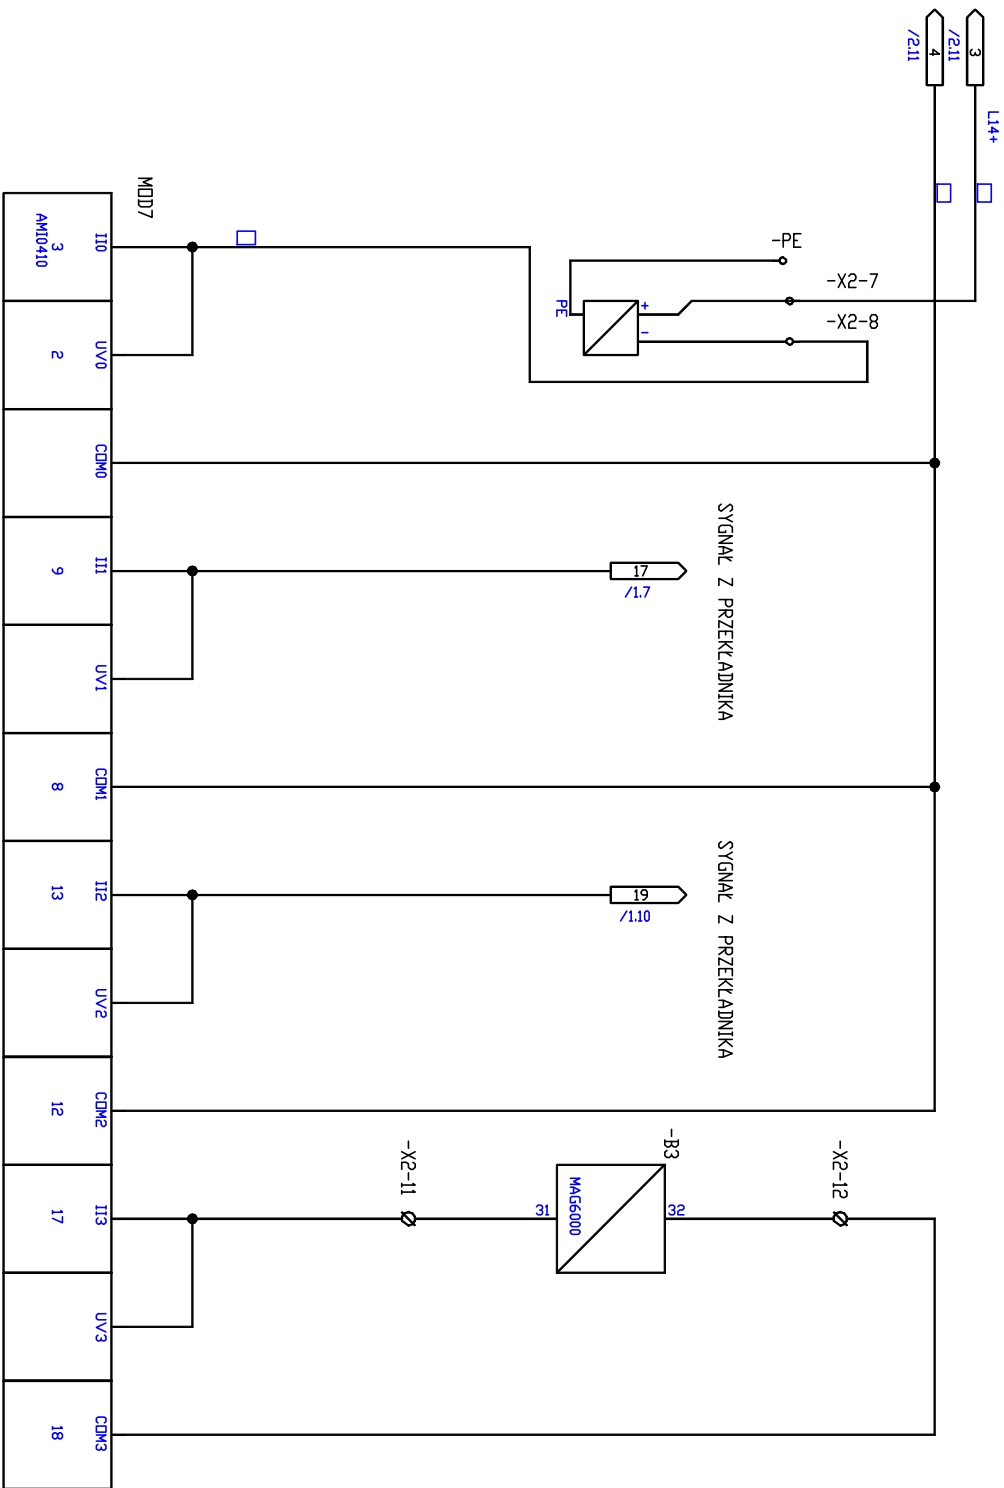 3
/2.11
L14+
4
/2.11
-PE
-X2-7
-X2-8
+
-
PE
SYGNAŁ Z PRZEKŁADNIKA
17
/1.7
SYGNAŁ Z PRZEKŁADNIKA
19
/1.10
-X2-12
-B3
32
MAG6000
31
-X2-11
MOD7
II0
UV0
COM0
II1
UV1
COM1
II2
UV2
COM2
II3
UV3
COM3
3
2
9
8
13
12
17
18
AMI0410